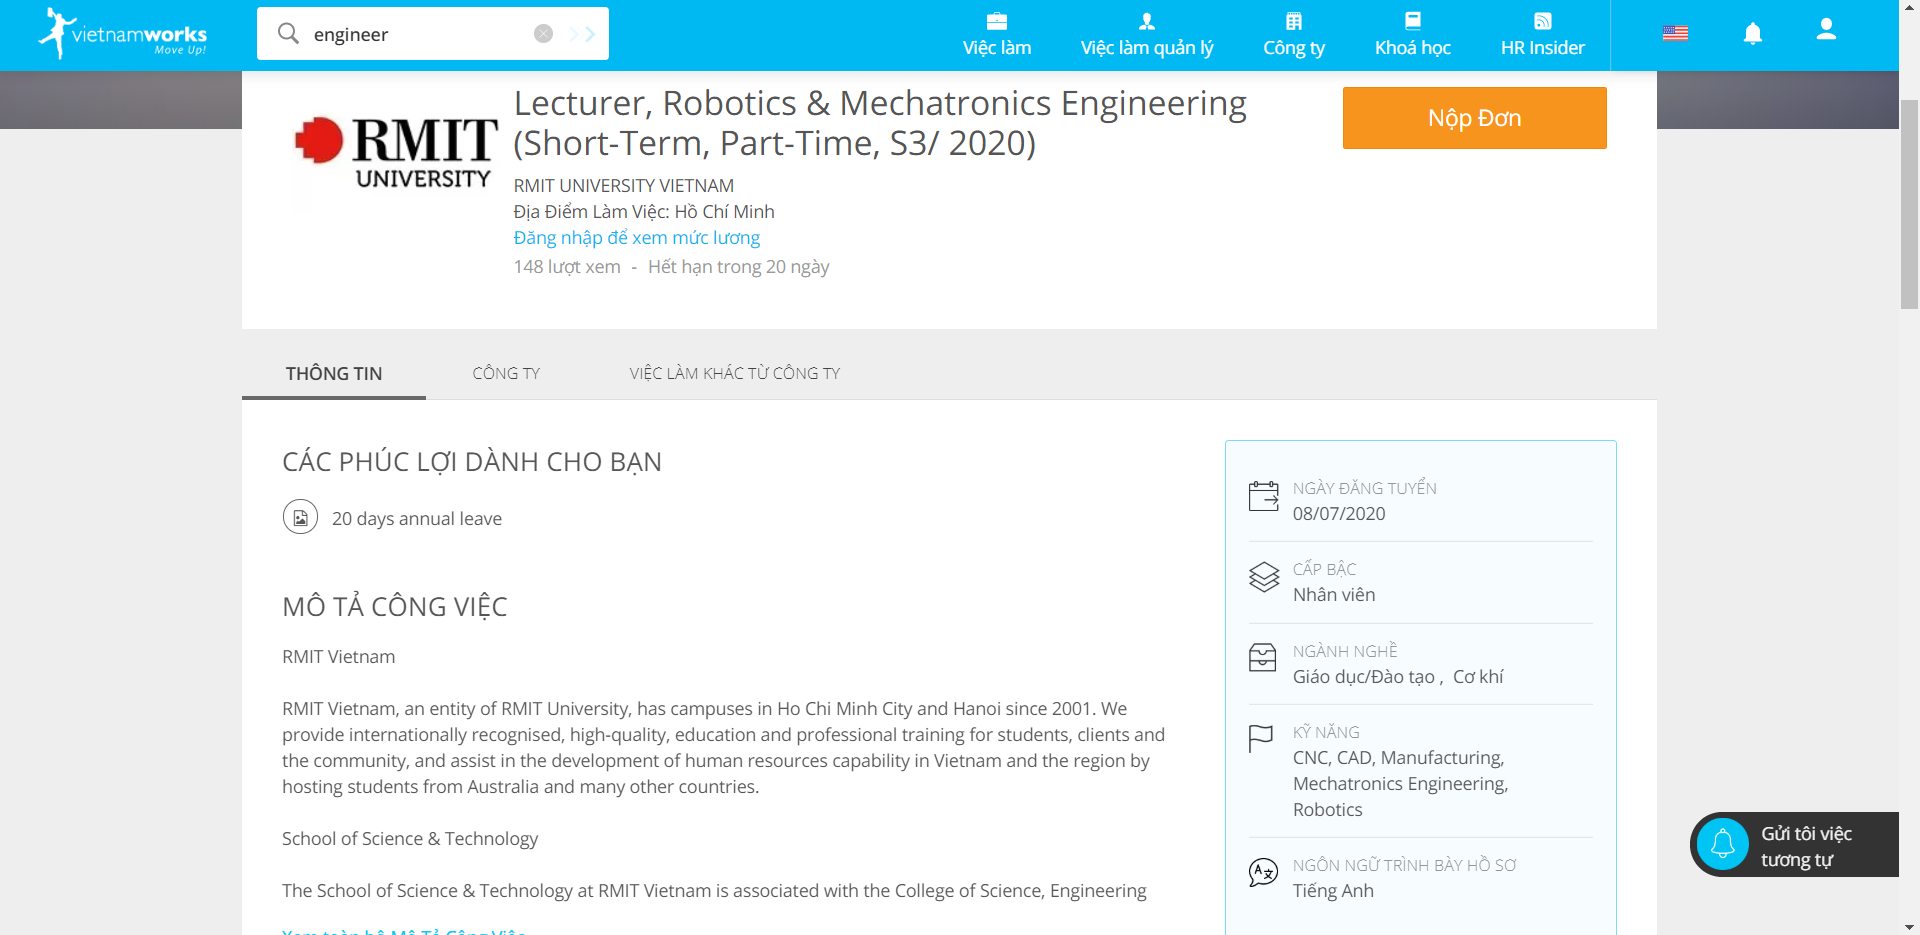 vietnamworks
Move Up!
engineer
Việc làm
Việc làm quản lý
Công ty
Khoá học
HR Insider
RMIT
UNIVERSITY
Lecturer, Robotics & Mechatronics Engineering
(Short-Term, Part-Time, S3/ 2020)
Nộp Đơn
RMIT UNIVERSITY VIETNAM
Địa Điểm Làm Việc: Hồ Chí Minh
Đăng nhập để xem mức lương
148 lượt xem - Hết hạn trong 20 ngày
THÔNG TIN
CÔNG TY
VIỆC LÀM KHÁC TỪ CÔNG TY
CÁC PHÚC LỢI DÀNH CHO BẠN
20 days annual leave
MÔ TẢ CÔNG VIỆC
RMIT Vietnam
RMIT Vietnam, an entity of RMIT University, has campuses in Ho Chi Minh City and Hanoi since 2001. We
provide internationally recognised, high-quality, education and professional training for students, clients and
the community, and assist in the development of human resources capability in Vietnam and the region by
hosting students from Australia and many other countries.
School of Science & Technology
The School of Science & Technology at RMIT Vietnam is associated with the College of Science, Engineering
Xem toàn bộ Mô Tả Công Việc
NGÀY ĐĂNG TUYỂN
08/07/2020
CẤP BẬC
Nhân viên
NGÀNH NGHỀ
Giáo dục/Đào tạo , Cơ khí
KỸ NĂNG
CNC, CAD, Manufacturing,
Mechatronics Engineering,
Robotics
NGÔN NGỮ TRÌNH BÀY HỒ SƠ
Tiếng Anh
Gửi tôi việc
tương tự